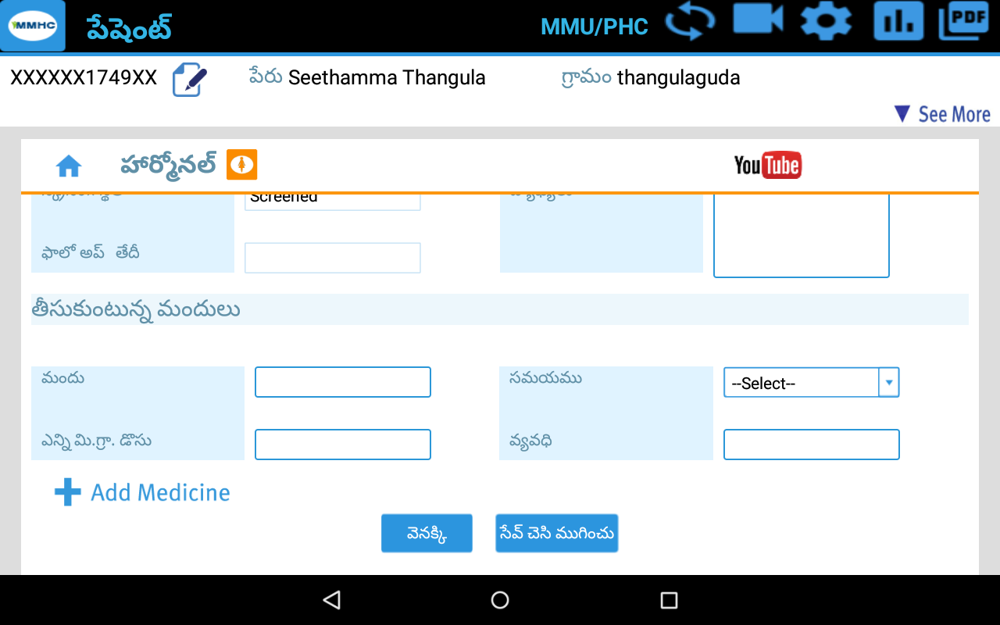 MMHC పేషెంట్ MMU/PHC PDF
XXXXXX1749XX పేరు Seethamma Thangula గ్రామం thangulaguda
▼ See More
హార్మోనల్ YouTube
Screened
ఫాలో అప్ తేదీ
తీసుకుంటున్న మందులు
మందు సమయము --Select--
ఎన్ని మి.గ్రా. డొసు వ్యవధి
Add Medicine
వెనక్కి సేవ్ చెసి ముగించు